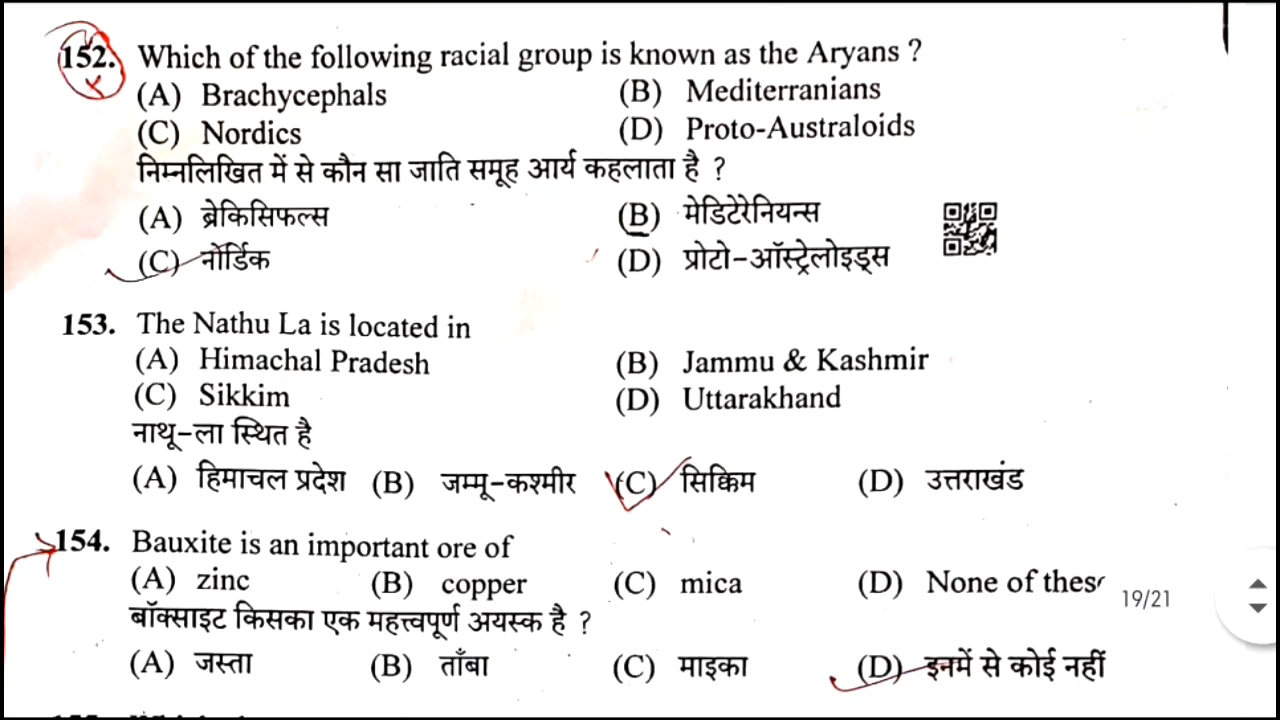 152. Which of the following racial group is known as the Aryans ?
(A) Brachycephals (B) Mediterranians
(C) Nordics (D) Proto-Australoids
निम्नलिखित में से कौन सा जाति समूह आर्य कहलाता है ?
(A) ब्रेकिसिफल्स (B) मेडिटेरेनियन्स
(C) नोर्डिक (D) प्रोटो-ऑस्ट्रेलोइड्स
153. The Nathu La is located in
(A) Himachal Pradesh (B) Jammu & Kashmir
(C) Sikkim (D) Uttarakhand
नाथू-ला स्थित है
(A) हिमाचल प्रदेश (B) जम्मू-कश्मीर (C) सिक्किम (D) उत्तराखंड
154. Bauxite is an important ore of
(A) zinc (B) copper (C) mica (D) None of these
19/21
बॉक्साइट किसका एक महत्त्वपूर्ण अयस्क है ?
(A) जस्ता (B) ताँबा (C) माइका (D) इनमें से कोई नहीं